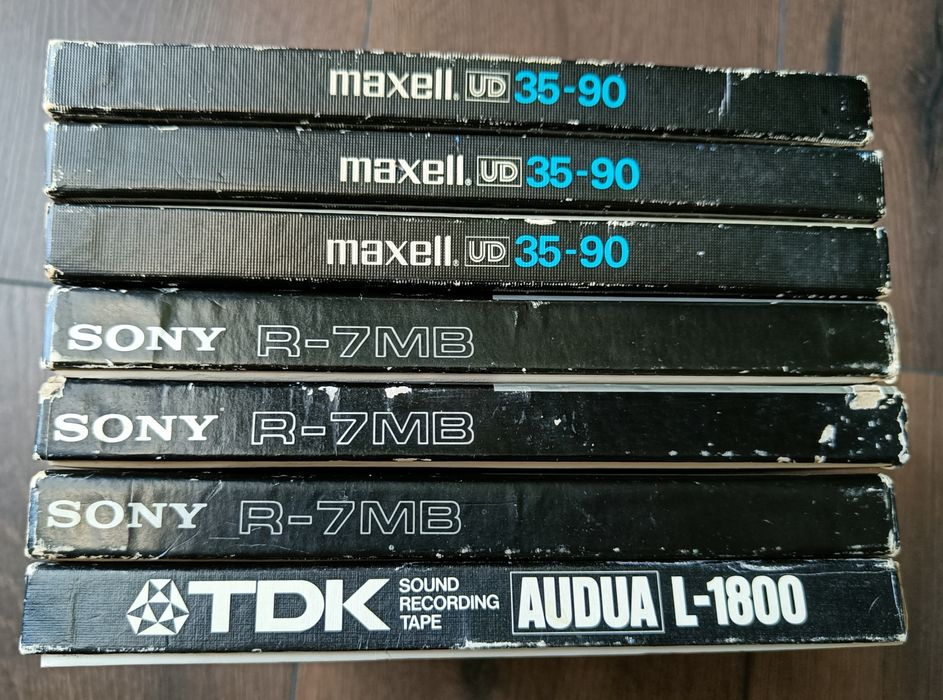 maxell. UD 35-90
maxell. UD 35-90
maxell. UD 35-90
SONY R-7MB
SONY R-7MB
SONY R-7MB
TDK SOUND RECORDING TAPE AUDUA L-1800